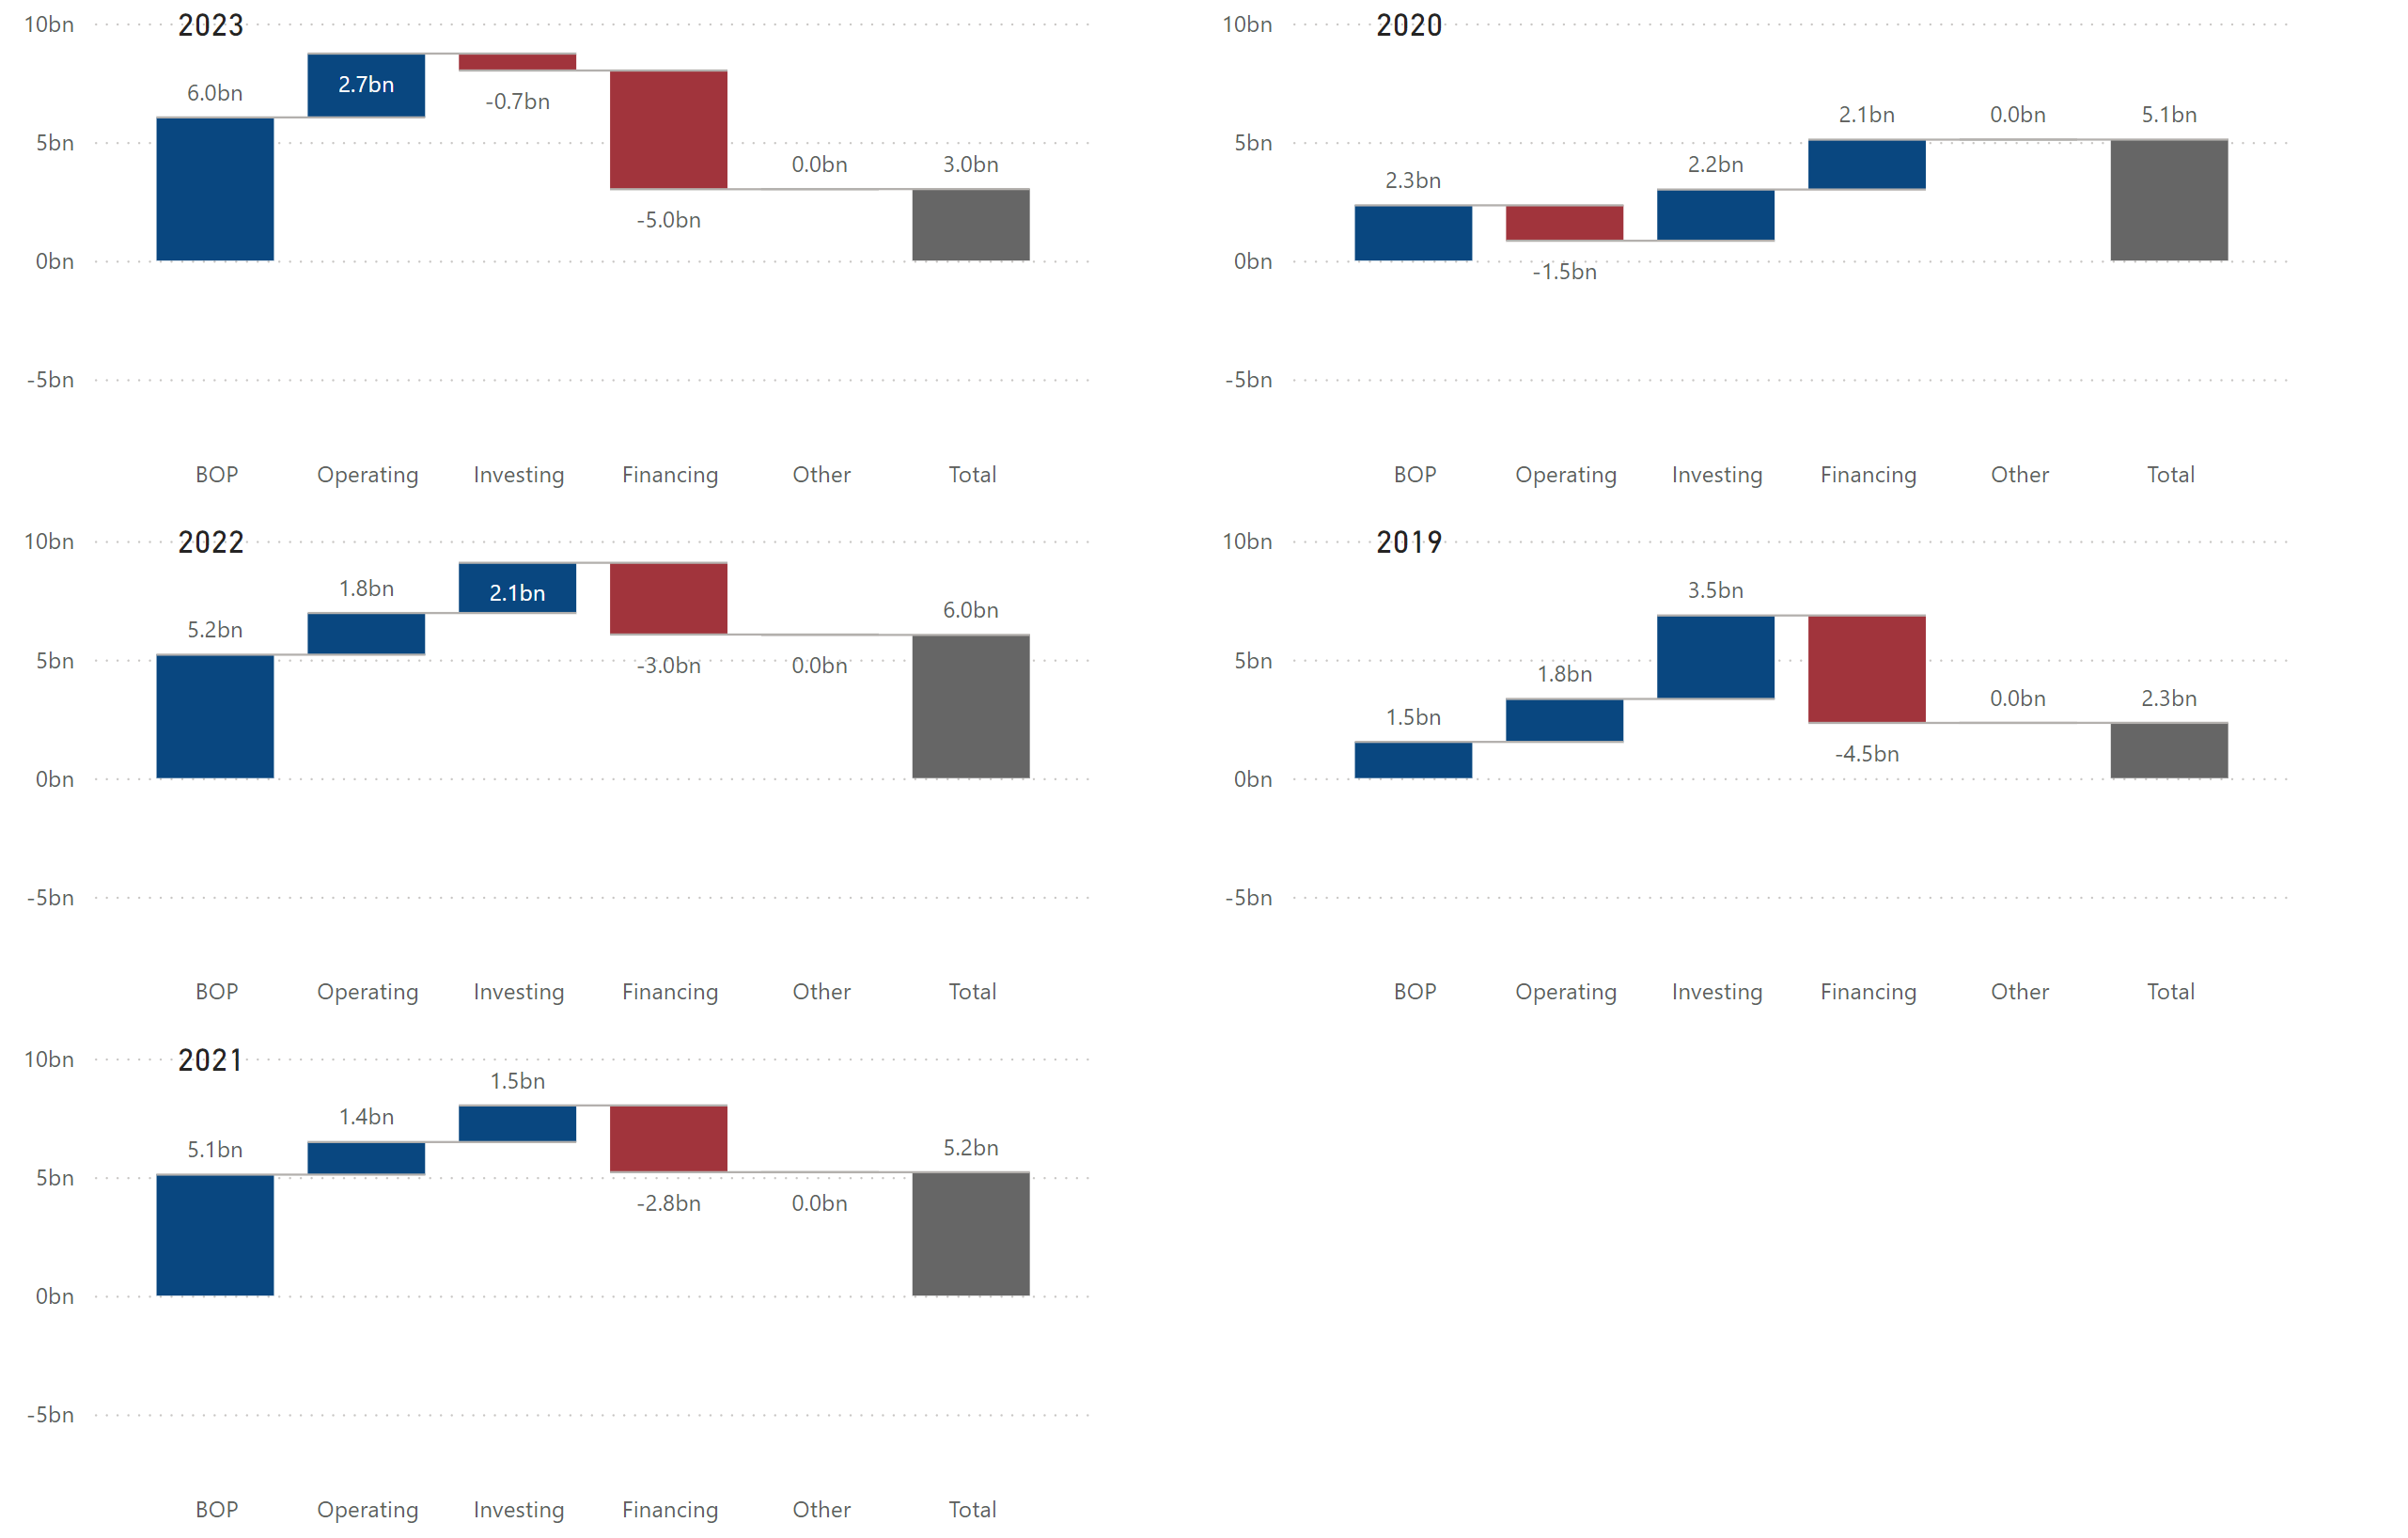 2023
10bn
5bn
0bn
-5bn
6.0bn
2.7bn
-0.7bn
-5.0bn
0.0bn
3.0bn
BOP Operating Investing Financing Other Total
2020
10bn
5bn
0bn
-5bn
2.3bn
-1.5bn
2.2bn
2.1bn
0.0bn
5.1bn
BOP Operating Investing Financing Other Total
2022
10bn
5bn
0bn
-5bn
5.2bn
1.8bn
2.1bn
-3.0bn
0.0bn
6.0bn
BOP Operating Investing Financing Other Total
2019
10bn
5bn
0bn
-5bn
1.5bn
1.8bn
3.5bn
-4.5bn
0.0bn
2.3bn
BOP Operating Investing Financing Other Total
2021
10bn
5bn
0bn
-5bn
5.1bn
1.4bn
1.5bn
-2.8bn
0.0bn
5.2bn
BOP Operating Investing Financing Other Total